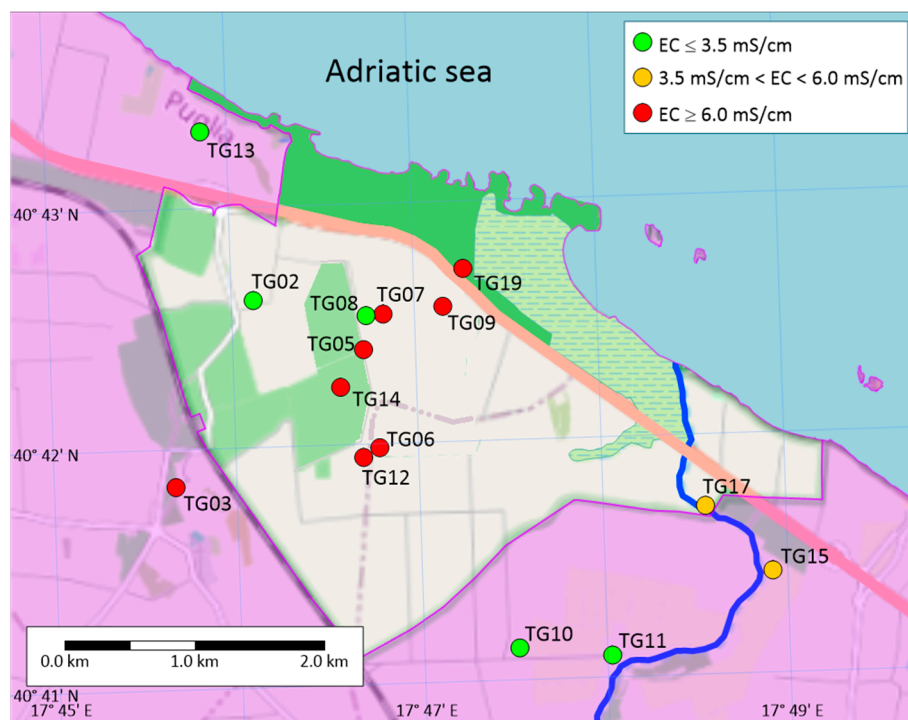 EC ≤ 3.5 mS/cm
3.5 mS/cm < EC < 6.0 mS/cm
EC ≥ 6.0 mS/cm
Adriatic sea
Puglia
TG13
40° 43' N
TG19
TG02
TG08
TG07
TG09
TG05
TG14
TG06
40° 42' N
TG12
TG03
TG17
TG15
TG10
TG11
0.0 km
1.0 km
2.0 km
40° 41' N
17° 45' E
17° 47' E
17° 49' E